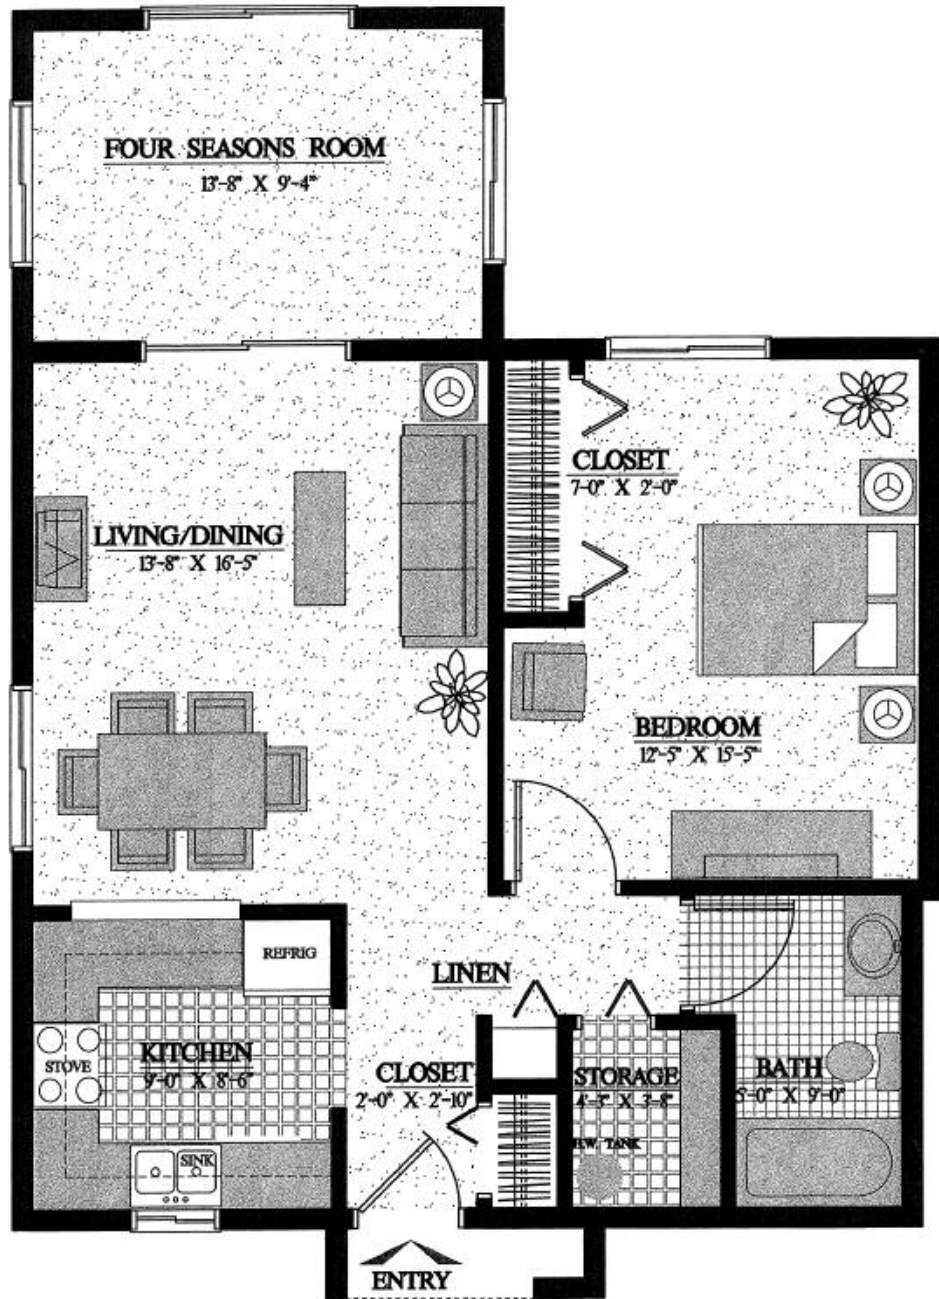 FOUR SEASONS ROOM
13'-8" X 9'-4"
CLOSET
7-0" X 2'-0"
LIVING/DINING
13'-8" X 16'-5"
BEDROOM
12'-5" X 15'-5"
REFRIG
LINEN
KITCHEN
9'-0" X 8'-6"
STOVE
CLOSET
2'-0" X 2'-10"
STORAGE
4'-3" X 3'-8"
BATH
5'-0" X 9'-0"
H.W. TANK
SINK
ENTRY